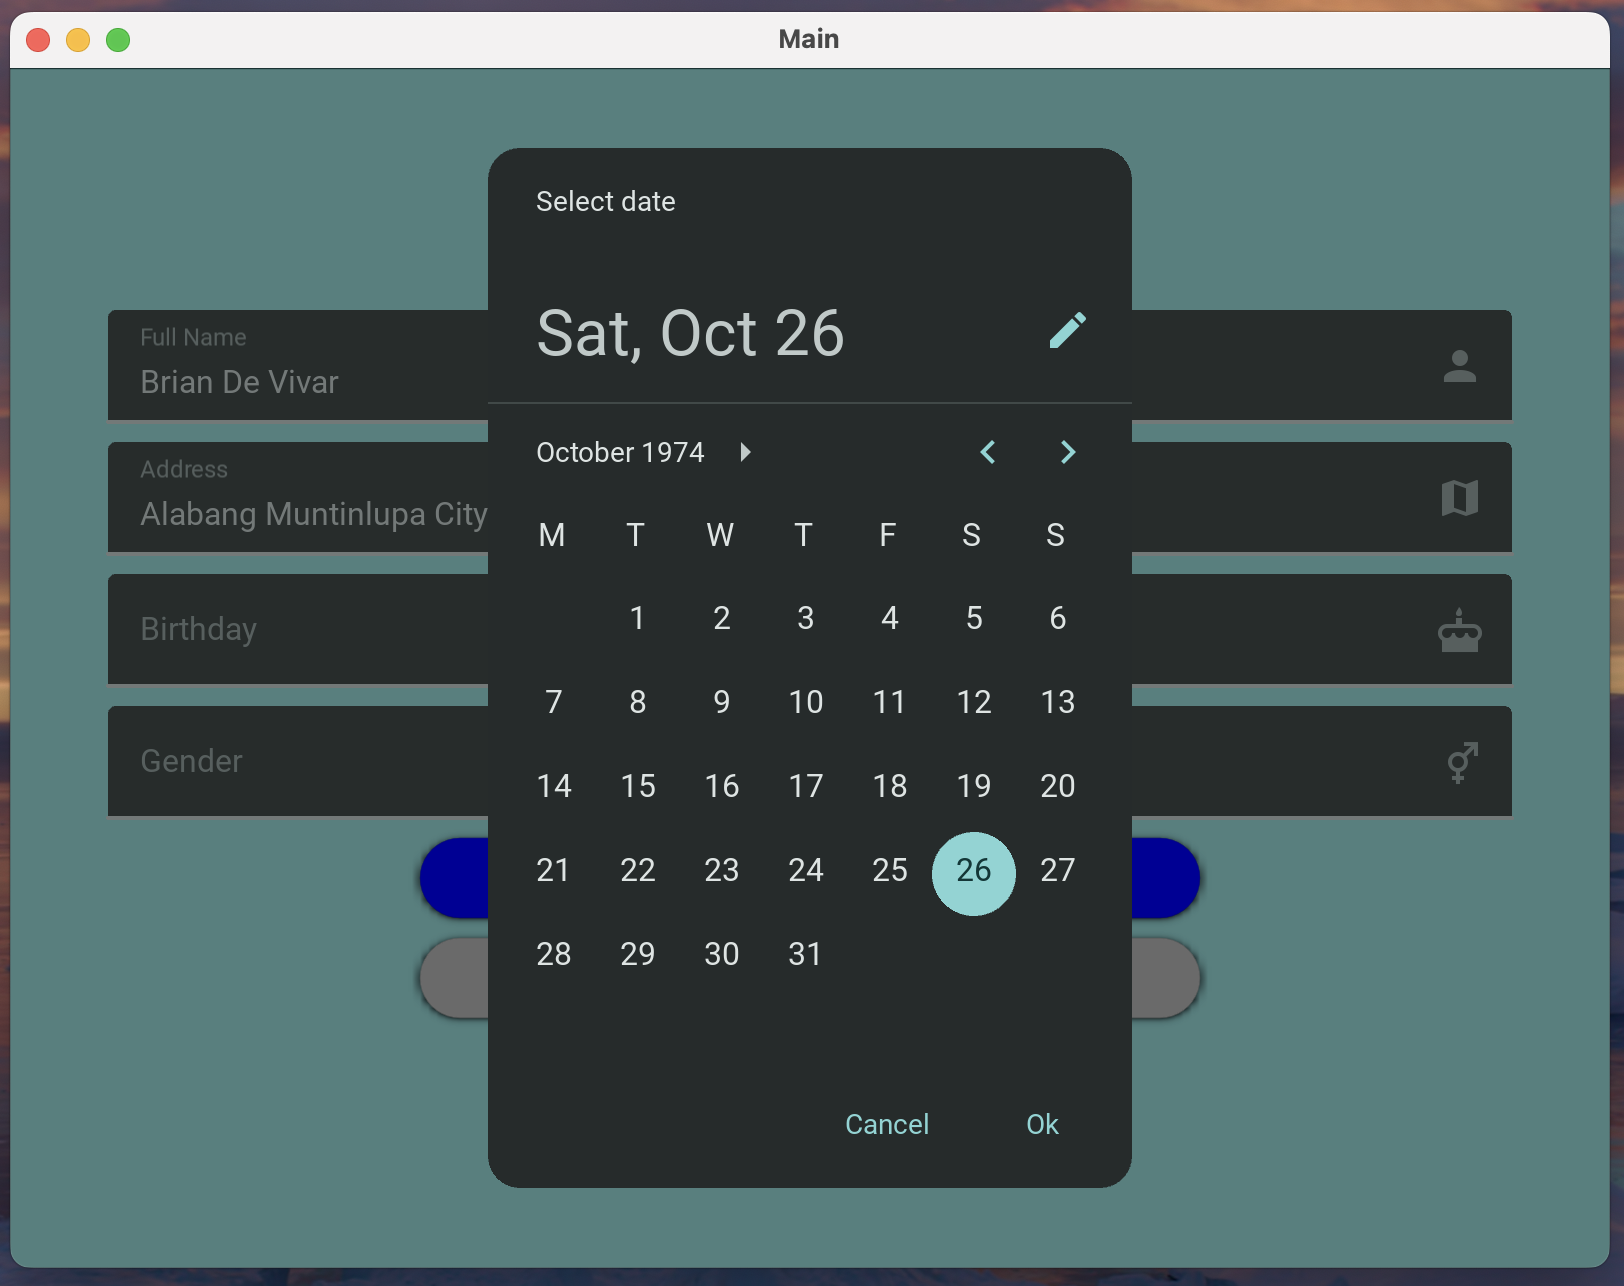 Main
Select date
Sat, Oct 26
Full Name
Brian De Vivar
Address
Alabang Muntinlupa City
Birthday
Gender
October 1974
M T W T F S S
1 2 3 4 5 6
7 8 9 10 11 12 13
14 15 16 17 18 19 20
21 22 23 24 25 26 27
28 29 30 31
Cancel Ok